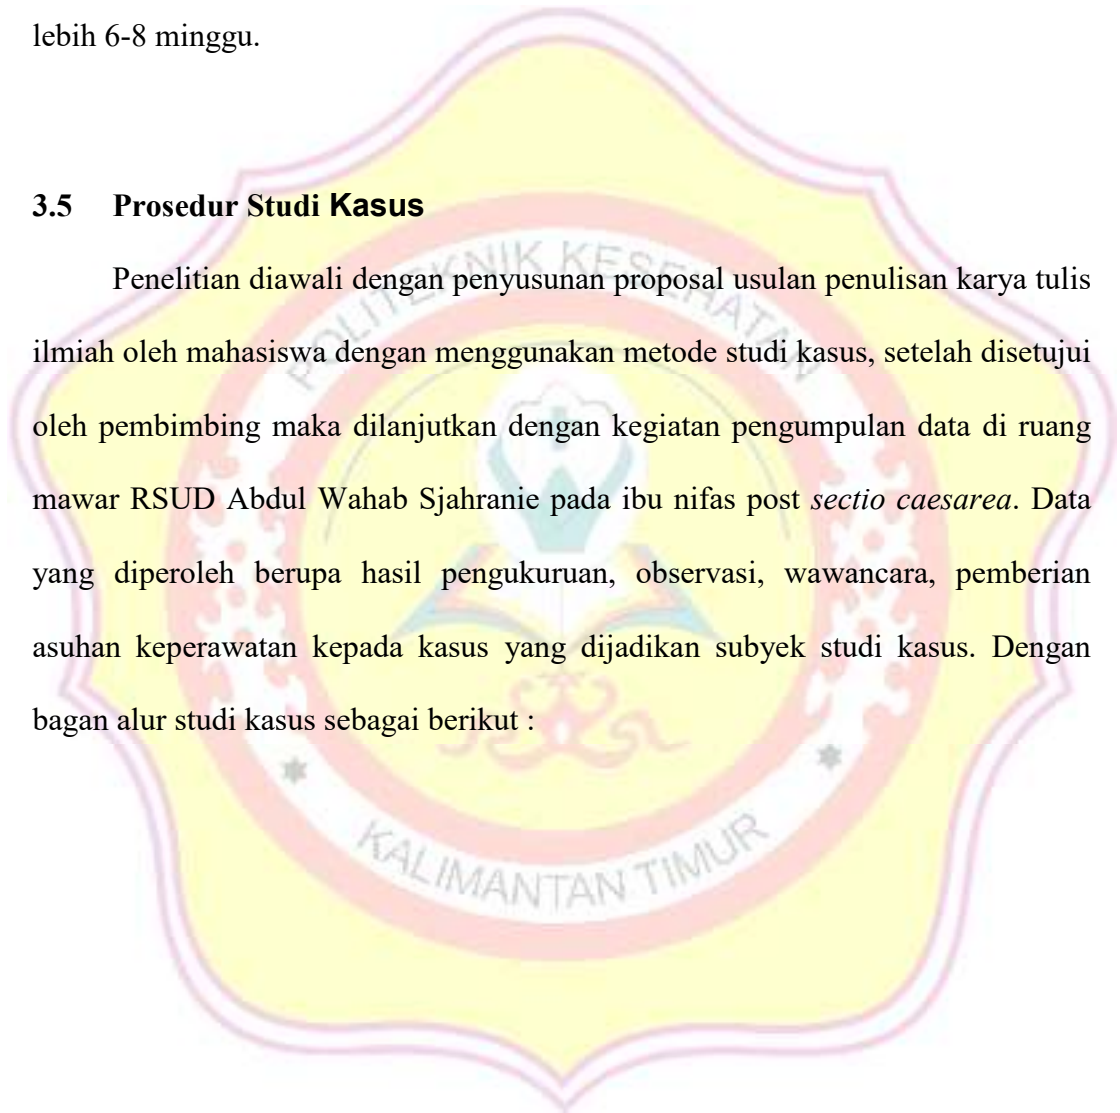 lebih 6-8 minggu.
3.5 Prosedur Studi Kasus
Penelitian diawali dengan penyusunan proposal usulan penulisan karya tulis
ilmiah oleh mahasiswa dengan menggunakan metode studi kasus, setelah disetujui
oleh pembimbing maka dilanjutkan dengan kegiatan pengumpulan data di ruang
mawar RSUD Abdul Wahab Sjahranie pada ibu nifas post sectio caesarea. Data
yang diperoleh berupa hasil pengukuruan, observasi, wawancara, pemberian
asuhan keperawatan kepada kasus yang dijadikan subyek studi kasus. Dengan
bagan alur studi kasus sebagai berikut :
POLITEKNIK KESEHATAN
KALIMANTAN TIMUR